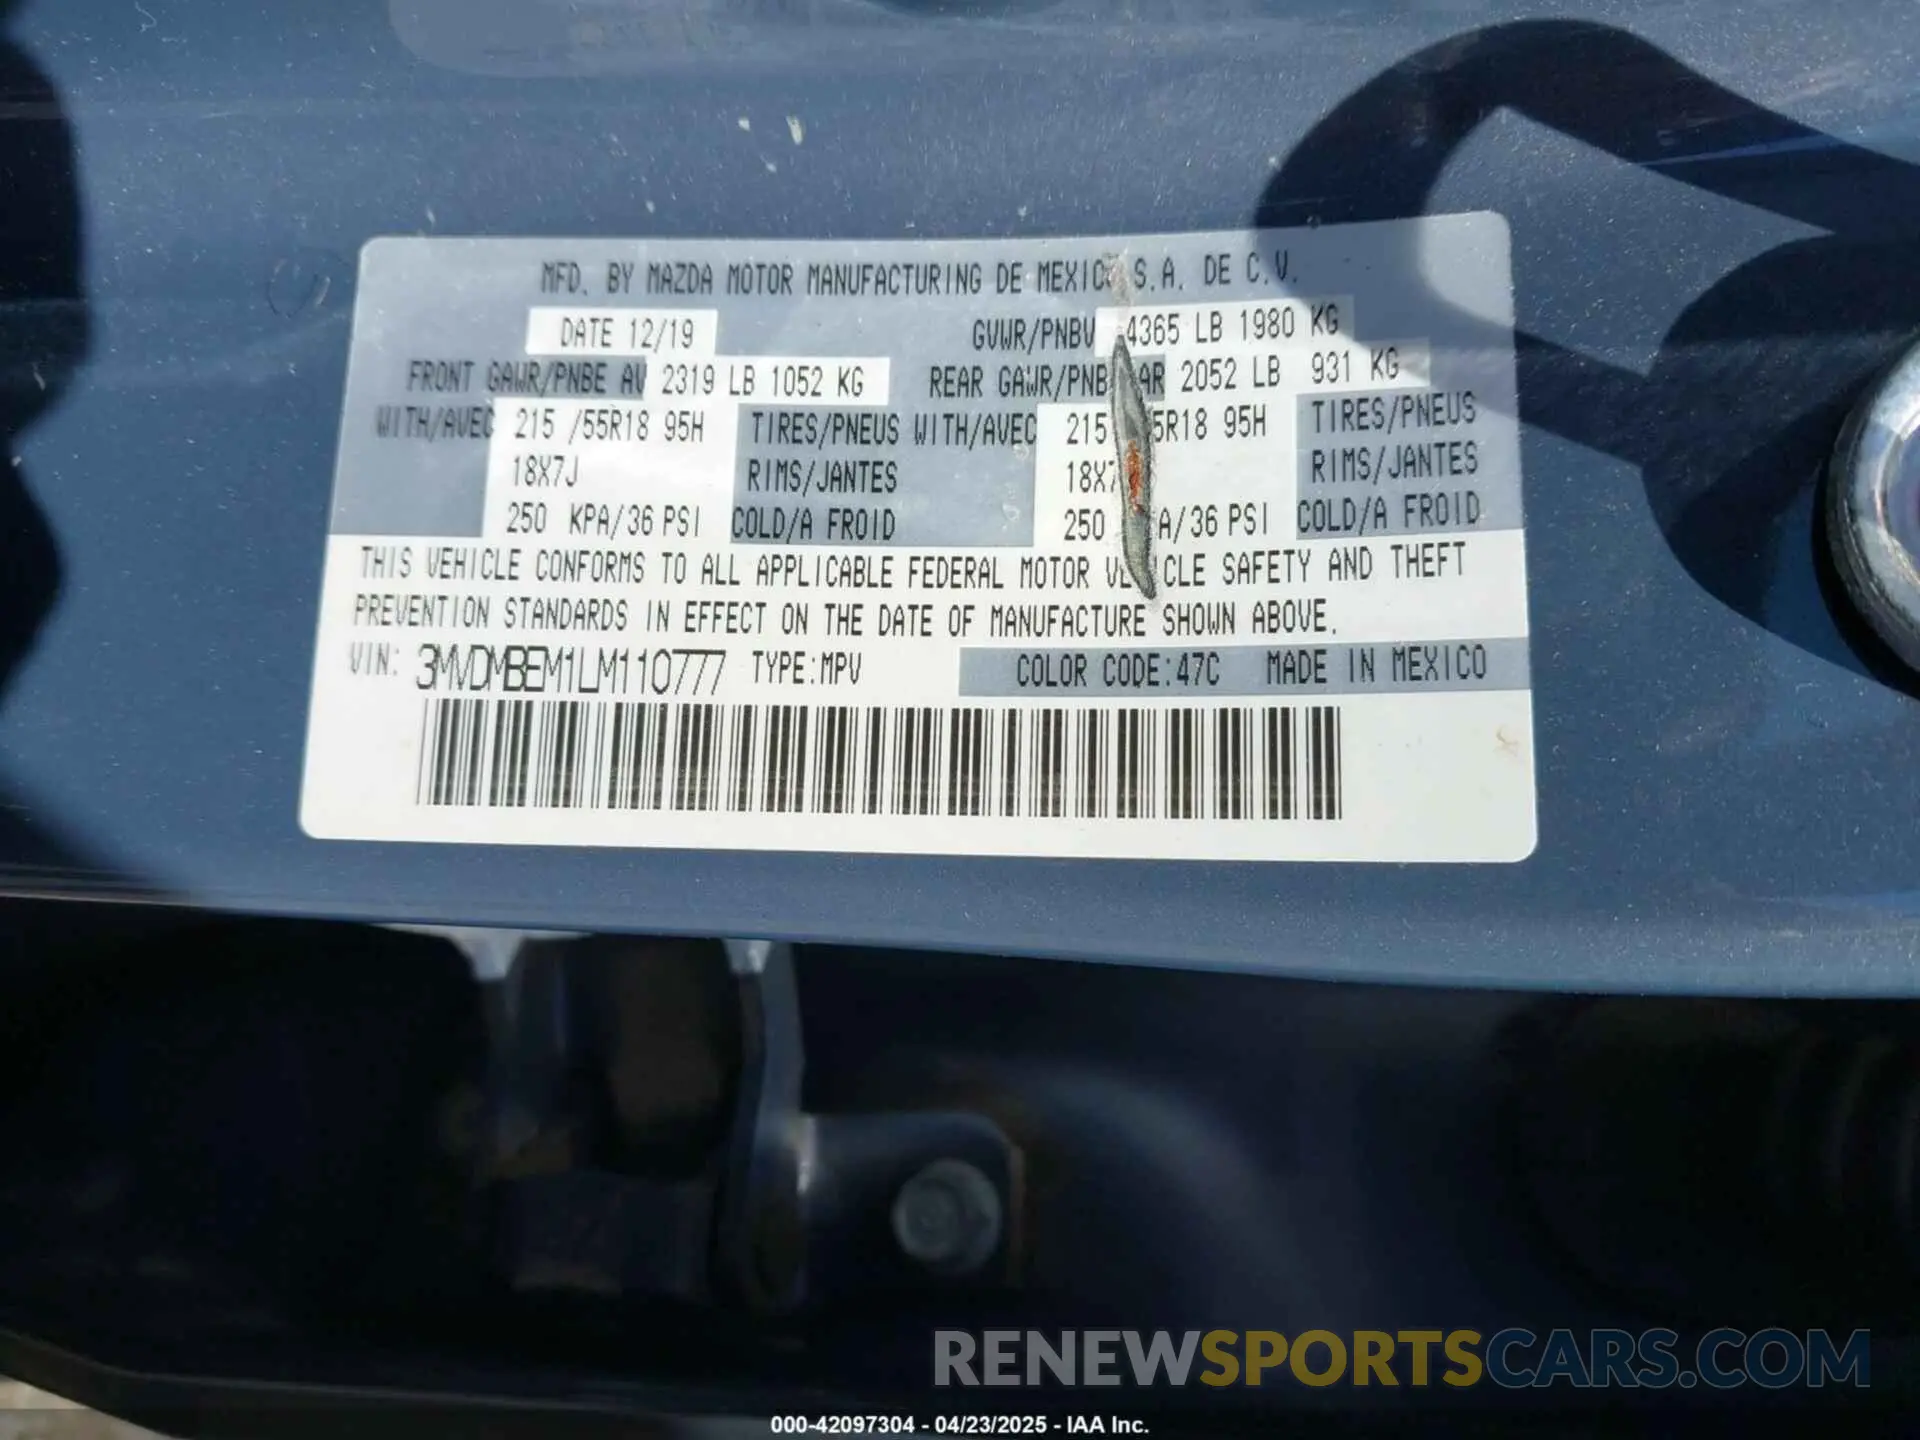 MFD. BY MAZDA MOTOR MANUFACTURING DE MEXICO S.A. DE C.V.
DATE 12/19 GVWR/PNBV 4365 LB 1980 KG
FRONT GAWR/PNBE AV 2319 LB 1052 KG REAR GAWR/PNBE AR 2052 LB 931 KG
WITH/AVEC 215 /55R18 95H TIRES/PNEUS WITH/AVEC 215 55R18 95H TIRES/PNEUS
18X7J RIMS/JANTES 18X7 RIMS/JANTES
250 KPA/36 PSI COLD/A FROID 250 A/36 PSI COLD/A FROID
THIS VEHICLE CONFORMS TO ALL APPLICABLE FEDERAL MOTOR VEHICLE SAFETY AND THEFT
PREVENTION STANDARDS IN EFFECT ON THE DATE OF MANUFACTURE SHOWN ABOVE.
VIN: 3MVDMBEM1LM110777 TYPE:MPV COLOR CODE:47C MADE IN MEXICO
RENEWSPORTSCARS.COM
000-42097304 - 04/23/2025 - IAA Inc.